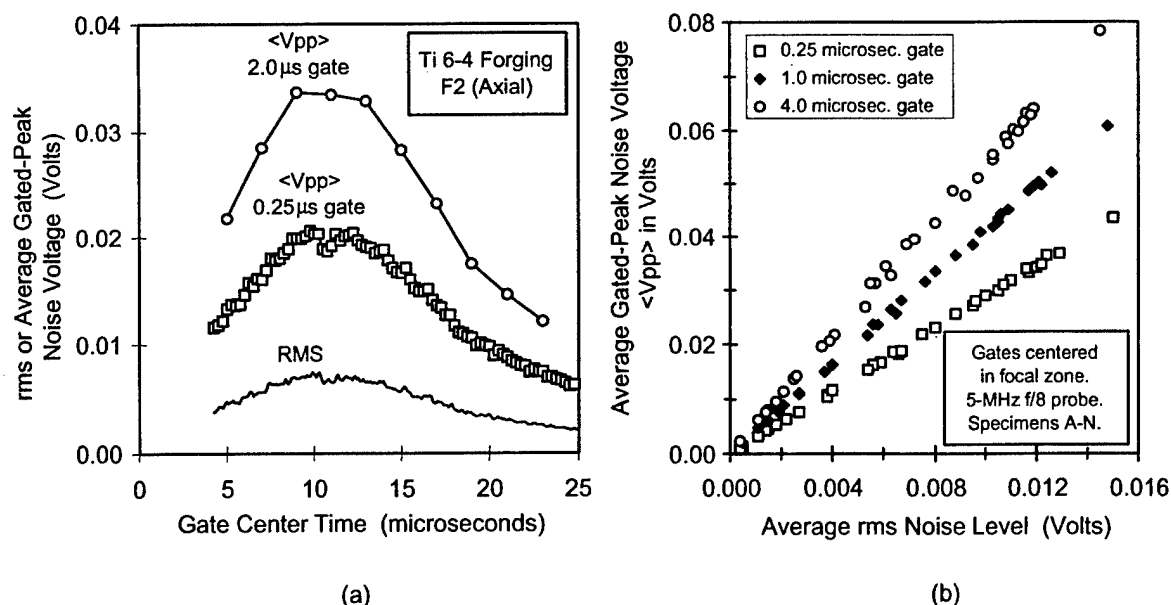 rms or Average Gated-Peak
Noise Voltage (Volts)
0.04
0.03
0.02
0.01
0.00
<Vpp>
2.0μs gate
<Vpp>
0.25μs gate
RMS
Ti 6-4 Forging
F2 (Axial)
0 5 10 15 20 25
Gate Center Time (microseconds)
(a)
Average Gated-Peak Noise Voltage
<Vpp> in Volts
0.08
0.06
0.04
0.02
0.00
0.25 microsec. gate
1.0 microsec. gate
4.0 microsec. gate
Gates centered
in focal zone.
5-MHz f/8 probe.
Specimens A-N.
0.000 0.004 0.008 0.012 0.016
Average rms Noise Level (Volts)
(b)